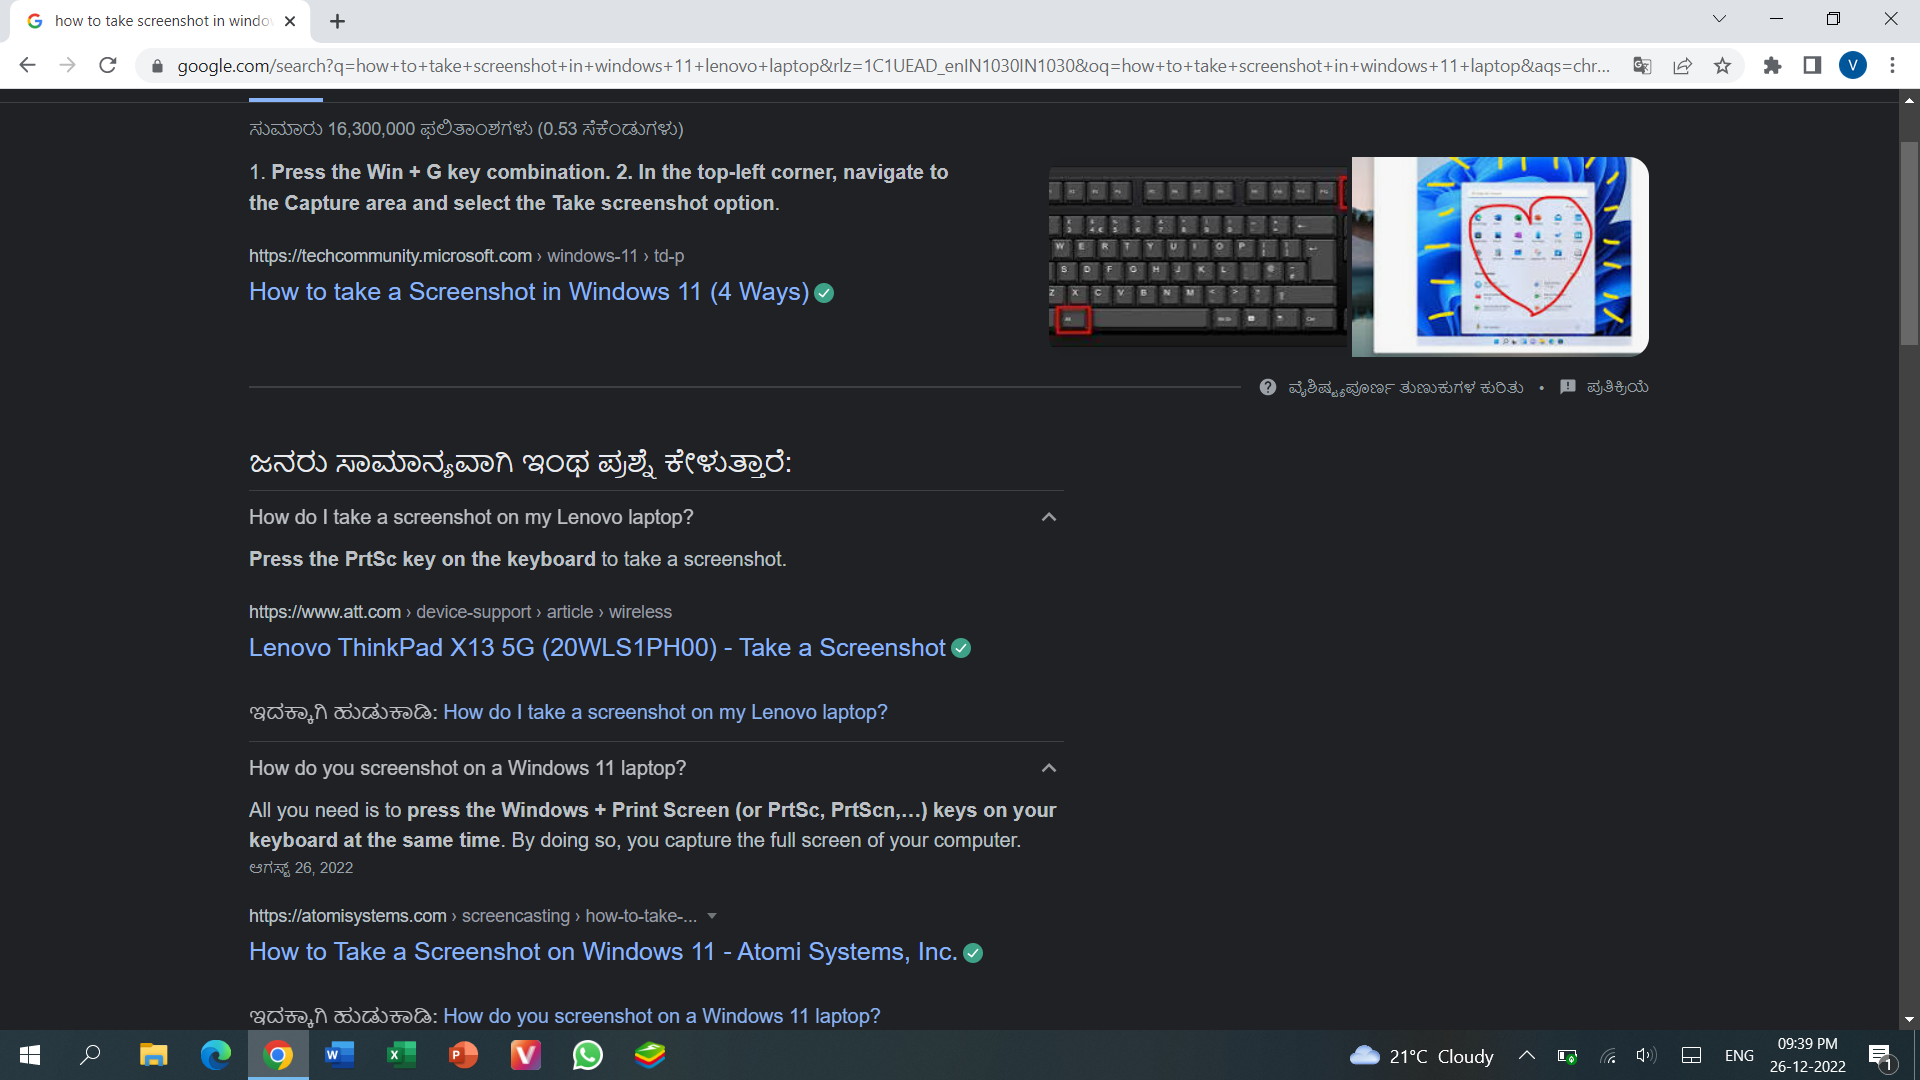 how to take screenshot in windo
google.com/search?q=how+to+take+screenshot+in+windows+11+lenovo+laptop&rlz=1C1UEAD_enIN1030IN1030&oq=how+to+take+screenshot+in+windows+11+laptop&aqs=chr...
V
ಸುಮಾರು 16,300,000 ಫಲಿತಾಂಶಗಳು (0.53 ಸೆಕೆಂಡುಗಳು)
1. Press the Win + G key combination. 2. In the top-left corner, navigate to
the Capture area and select the Take screenshot option.
https://techcommunity.microsoft.com › windows-11 › td-p
How to take a Screenshot in Windows 11 (4 Ways)
W E R T Y U I O P
S D F G H J K L
Z X C V B N M
ವೈಶಿಷ್ಟ್ಯಪೂರ್ಣ ತುಣುಕುಗಳ ಕುರಿತು • ಪ್ರತಿಕ್ರಿಯೆ
ಜನರು ಸಾಮಾನ್ಯವಾಗಿ ಇಂಥ ಪ್ರಶ್ನೆ ಕೇಳುತ್ತಾರೆ:
How do I take a screenshot on my Lenovo laptop?
Press the PrtSc key on the keyboard to take a screenshot.
https://www.att.com › device-support › article › wireless
Lenovo ThinkPad X13 5G (20WLS1PH00) - Take a Screenshot
ಇದಕ್ಕಾಗಿ ಹುಡುಕಾಡಿ: How do I take a screenshot on my Lenovo laptop?
How do you screenshot on a Windows 11 laptop?
All you need is to press the Windows + Print Screen (or PrtSc, PrtScn,…) keys on your
keyboard at the same time. By doing so, you capture the full screen of your computer.
ಆಗಸ್ಟ್ 26, 2022
https://atomisystems.com › screencasting › how-to-take-...
How to Take a Screenshot on Windows 11 - Atomi Systems, Inc.
ಇದಕ್ಕಾಗಿ ಹುಡುಕಾಡಿ: How do you screenshot on a Windows 11 laptop?
21°C Cloudy
ENG
09:39 PM
26-12-2022
1